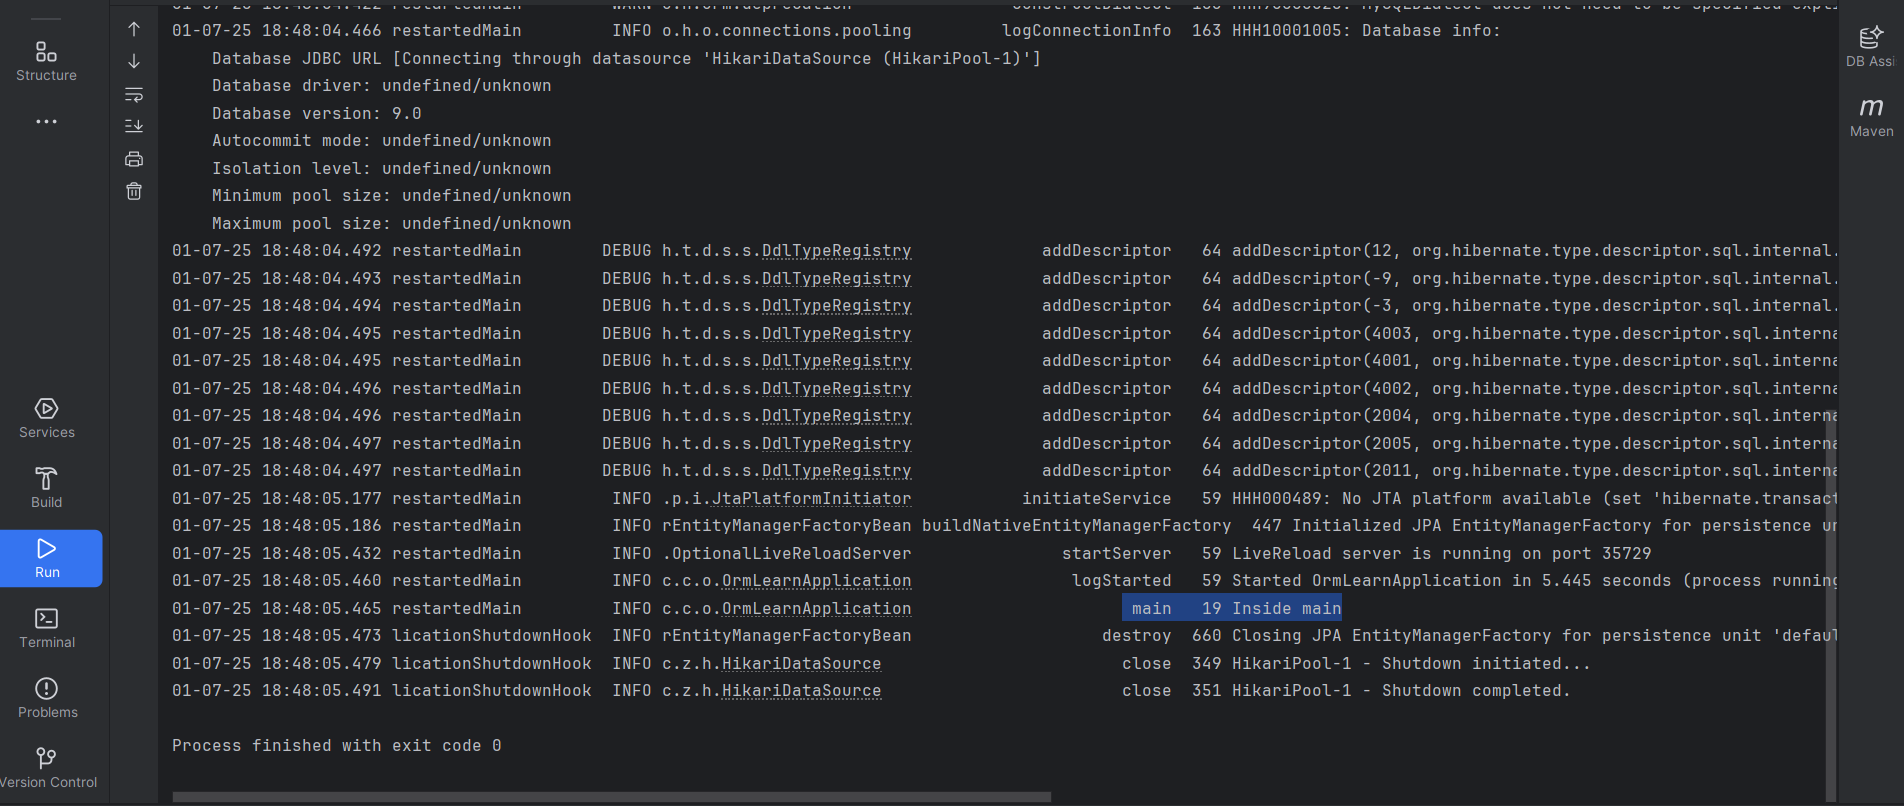 01-07-25 18:48:04.466 restartedMain INFO o.h.o.connections.pooling logConnectionInfo 163 HHH10001005: Database info:
Database JDBC URL [Connecting through datasource 'HikariDataSource (HikariPool-1)']
Database driver: undefined/unknown
Database version: 9.0
Autocommit mode: undefined/unknown
Isolation level: undefined/unknown
Minimum pool size: undefined/unknown
Maximum pool size: undefined/unknown
01-07-25 18:48:04.492 restartedMain DEBUG h.t.d.s.s.DdlTypeRegistry addDescriptor 64 addDescriptor(12, org.hibernate.type.descriptor.sql.internal.
01-07-25 18:48:04.493 restartedMain DEBUG h.t.d.s.s.DdlTypeRegistry addDescriptor 64 addDescriptor(-9, org.hibernate.type.descriptor.sql.internal.
01-07-25 18:48:04.494 restartedMain DEBUG h.t.d.s.s.DdlTypeRegistry addDescriptor 64 addDescriptor(-3, org.hibernate.type.descriptor.sql.internal.
01-07-25 18:48:04.495 restartedMain DEBUG h.t.d.s.s.DdlTypeRegistry addDescriptor 64 addDescriptor(4003, org.hibernate.type.descriptor.sql.interna
01-07-25 18:48:04.495 restartedMain DEBUG h.t.d.s.s.DdlTypeRegistry addDescriptor 64 addDescriptor(4001, org.hibernate.type.descriptor.sql.interna
01-07-25 18:48:04.496 restartedMain DEBUG h.t.d.s.s.DdlTypeRegistry addDescriptor 64 addDescriptor(4002, org.hibernate.type.descriptor.sql.interna
01-07-25 18:48:04.496 restartedMain DEBUG h.t.d.s.s.DdlTypeRegistry addDescriptor 64 addDescriptor(2004, org.hibernate.type.descriptor.sql.interna
01-07-25 18:48:04.497 restartedMain DEBUG h.t.d.s.s.DdlTypeRegistry addDescriptor 64 addDescriptor(2005, org.hibernate.type.descriptor.sql.interna
01-07-25 18:48:04.497 restartedMain DEBUG h.t.d.s.s.DdlTypeRegistry addDescriptor 64 addDescriptor(2011, org.hibernate.type.descriptor.sql.interna
01-07-25 18:48:05.177 restartedMain INFO .p.i.JtaPlatformInitiator initiateService 59 HHH000489: No JTA platform available (set 'hibernate.transact
01-07-25 18:48:05.186 restartedMain INFO rEntityManagerFactoryBean buildNativeEntityManagerFactory 447 Initialized JPA EntityManagerFactory for persistence un
01-07-25 18:48:05.432 restartedMain INFO .OptionalLiveReloadServer startServer 59 LiveReload server is running on port 35729
01-07-25 18:48:05.460 restartedMain INFO c.c.o.OrmLearnApplication logStarted 59 Started OrmLearnApplication in 5.445 seconds (process running
01-07-25 18:48:05.465 restartedMain INFO c.c.o.OrmLearnApplication main 19 Inside main
01-07-25 18:48:05.473 licationShutdownHook INFO rEntityManagerFactoryBean destroy 660 Closing JPA EntityManagerFactory for persistence unit 'defaul
01-07-25 18:48:05.479 licationShutdownHook INFO c.z.h.HikariDataSource close 349 HikariPool-1 - Shutdown initiated...
01-07-25 18:48:05.491 licationShutdownHook INFO c.z.h.HikariDataSource close 351 HikariPool-1 - Shutdown completed.
Process finished with exit code 0
Structure
Services
Build
Run
Terminal
Problems
Version Control
DB Assi
Maven